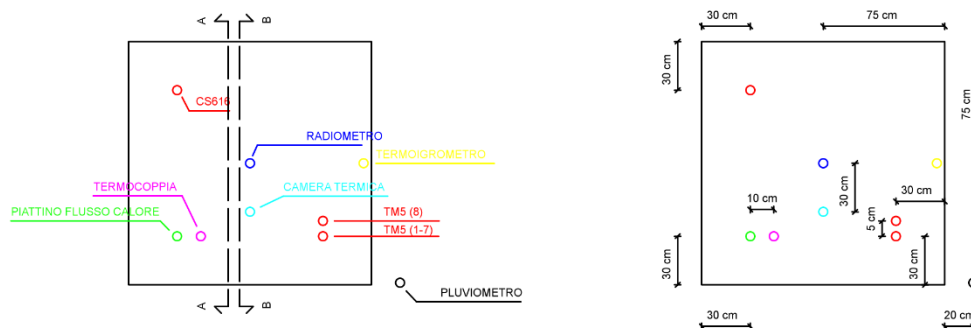 A
B
CS616
RADIOMETRO
TERMOIGROMETRO
TERMOCOPPIA
CAMERA TERMICA
PIATTINO FLUSSO CALORE
TM5 (8)
TM5 (1-7)
PLUVIOMETRO
A
B
30 cm
75 cm
30 cm
75 cm
30 cm
30 cm
10 cm
5 cm
30 cm
30 cm
30 cm
20 cm